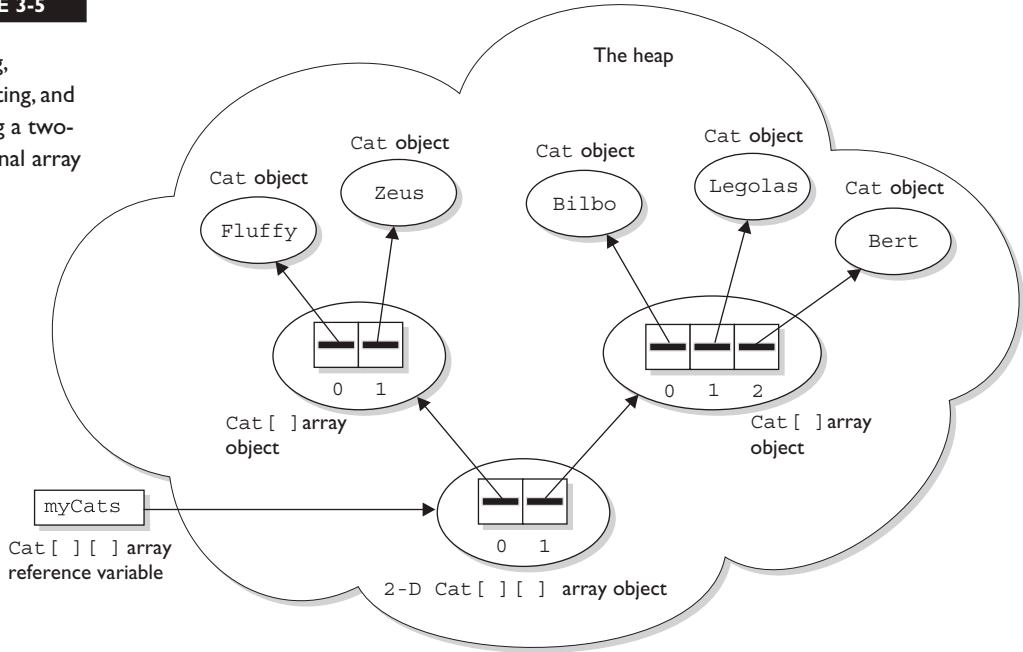 E 3-5
g,
ting, and
g a two-
nal array
The heap
Cat object
Zeus
Cat object
Fluffy
Cat object
Bilbo
Cat object
Legolas
Cat object
Bert
0 1
Cat[ ] array
object
0 1 2
Cat[ ] array
object
myCats
Cat[ ][ ] array
reference variable
0 1
2-D Cat[ ][ ] array object